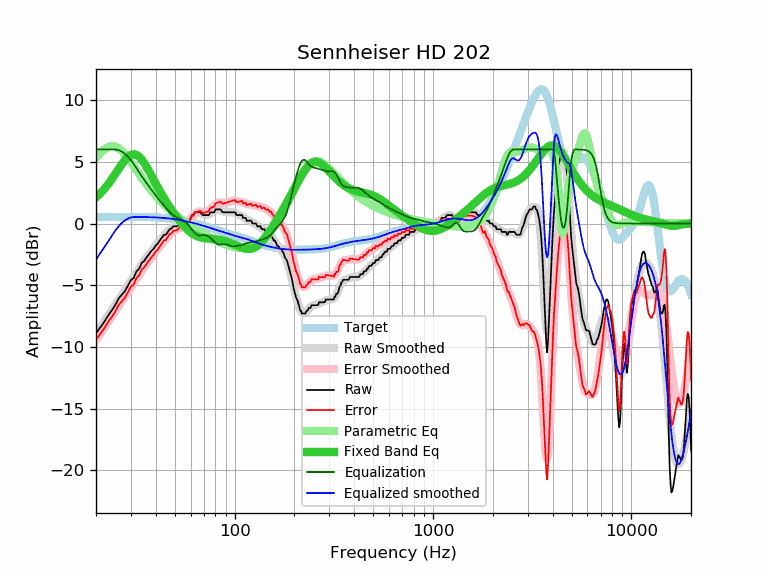 Sennheiser HD 202
Amplitude (dBr)
10
5
0
−5
−10
−15
−20
Target
Raw Smoothed
Error Smoothed
Raw
Error
Parametric Eq
Fixed Band Eq
Equalization
Equalized smoothed
100
1000
10000
Frequency (Hz)